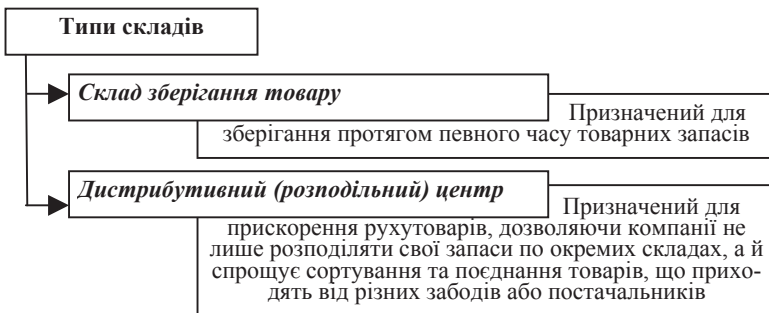 Типи складів
Склад зберігання товару
Призначений для
зберігання протягом певного часу товарних запасів
Дистрибутивний (розподільний) центр
Призначений для
прискорення рухутоварів, дозволяючи компанії не
лише розподіляти свої запаси по окремих складах, а й
спрощує сортування та поєднання товарів, що прихо-
дять від різних забодів або постачальників